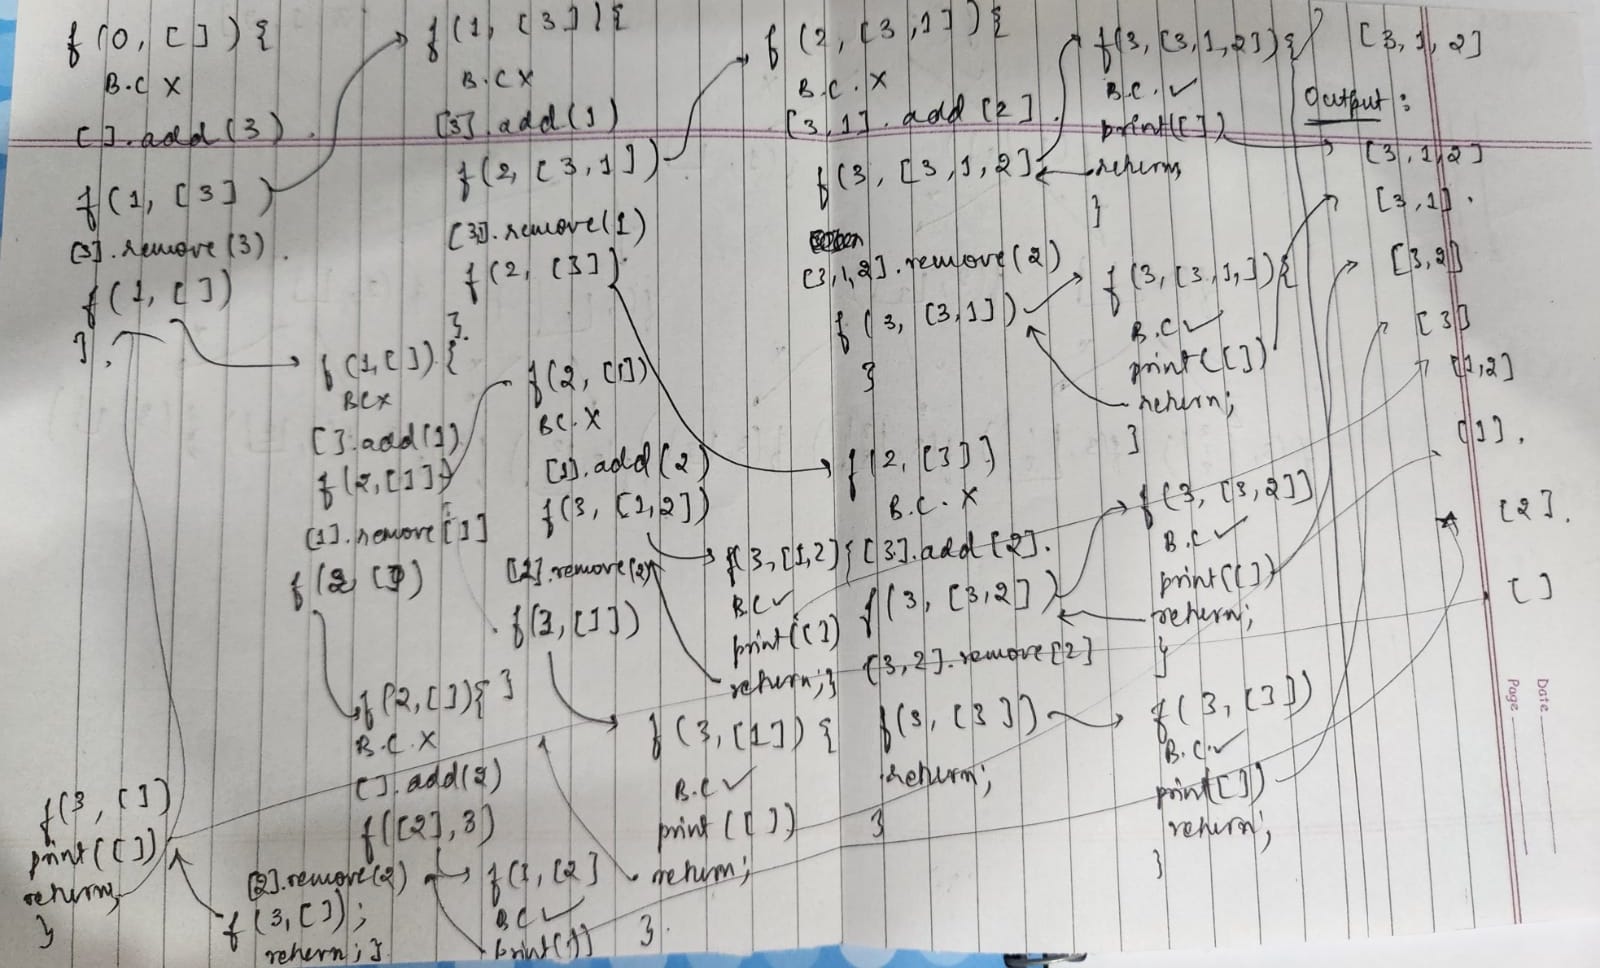 f(0, []) {
B.C X
[].add(3).
f(1, [3])
[3].remove(3).
f(1, [])
}.
f(1, [3]) {
B.C X
[3].add(1)
f(2, [3,1])
[3].remove(1)
f(2, [3])
}.
f(2, [3,1]) {
B.C. X
[3,1].add[2].
f(3, [3,1,2]
[3,1,2].remove(2)
f(3, [3,1])
}
f(3, [3,1,2]) {
B.C. ✓
print([])
return;
}
f(3, [3,1,]) {
B.C ✓
print([])
return;
}
[3,1,2]
Output:
[3,1,2]
[3,1].
[3,2]
[3]
[1,2]
[1].
[2].
[]
f(1,[]) {
BCX
[].add(1)
f(2,[1])
[1].remove[1]
f(2, [])
f(2, [1])
BC. X
[1].add(2)
f(3, [1,2])
[2].remove(2)
f(3,[1])
f(3,[1,2] {
BC✓
print([])
return;}
f(2, [3])
B.C. X
[3].add[2].
f(3, [3,2])
[3,2].remove[2]
f(3, [3])
return;
}
f(3, [3,2])
B.C ✓
print([])
return;
}
f(3, [3])
B.C. ✓
print([])
return;
}
f(2,[]) { }
B.C. X
[].add(2)
f([2],3)
[2].remove(2)
f(3,[]);
return;}
f(3,[1]) {
B.C ✓
print([])
return;
}.
f(3,[2]
BC ✓
f(3, [])
print([])
return;
}
Date
Page